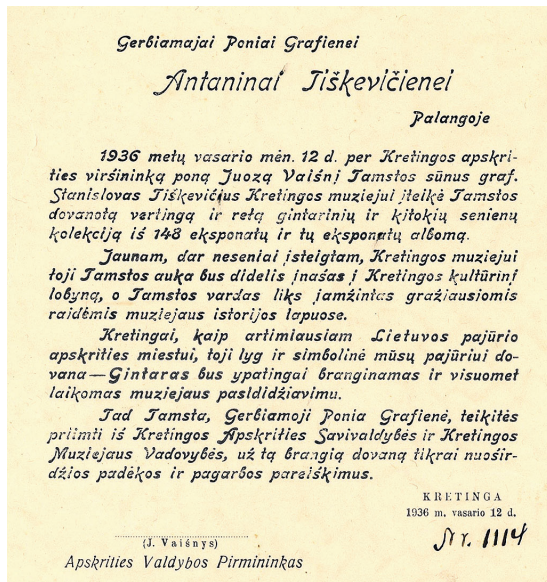 Gerbiamajai Poniai Grafienei
Antaninai Tiškevičienei
Palangoje
1936 metų vasario mėn. 12 d. per Kretingos apskri-
ties viršininką poną Juozą Vaišnį Tamstos sūnus graf.
Stanislovas Tiškevičius Kretingos muziejui įteikė Tamstos
dovanotą vertingą ir retą gintarinių ir kitokių senienų
kolekciją iš 148 eksponatų ir tų eksponatų albomą.
Jaunam, dar neseniai įsteigtam, Kretingos muziejui
toji Tamstos auka bus didelis įnašas į Kretingos kultūrinį
lobyną, o Tamstos vardas liks įamžintas gražiausiomis
raidėmis muziejaus istorijos lapuose.
Kretingai, kaip artimiausiam Lietuvos pajūrio
apskrities miestui, toji lyg ir simbolinė mūsų pajūriui do-
vana—Gintaras bus ypatingai branginamas ir visuomet
laikomas muziejaus pasididžiavimu.
Tad Tamsta, Gerbiamoji Ponia Grafienė, teikitės
priimti iš Kretingos Apskrities Savivaldybės ir Kretingos
Muziejaus Vadovybės, už tą brangią dovaną tikrai nuošir-
džios padėkos ir pagarbos pareiškimus.
KRETINGA
1936 m. vasario 12 d.
Nr. 1114
(J. Vaišnys)
Apskrities Valdybos Pirmininkas